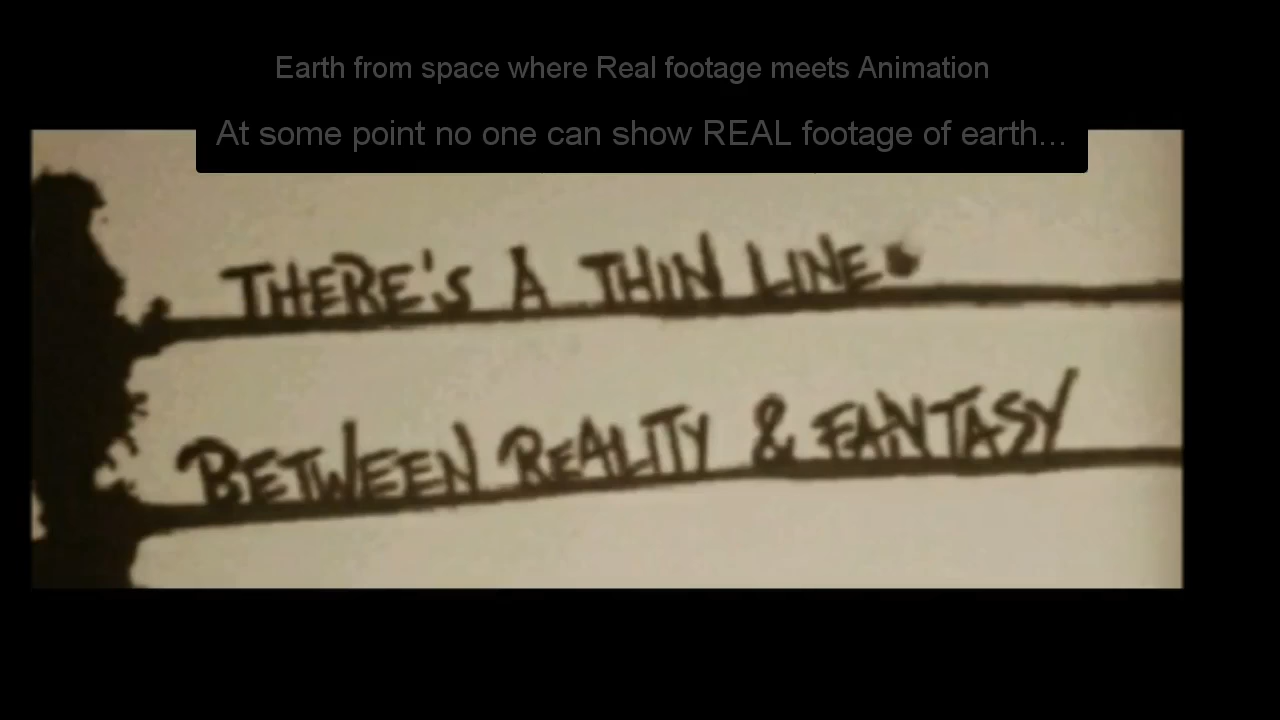 Earth from space where Real footage meets Animation
At some point no one can show REAL footage of earth...
THERE'S A THIN LINE
BETWEEN REALITY & FANTASY